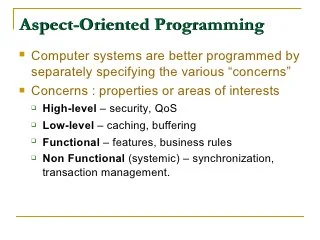 Aspect-Oriented Programming
Computer systems are better programmed by
separately specifying the various “concerns”
Concerns : properties or areas of interests
High-level – security, QoS
Low-level – caching, buffering
Functional – features, business rules
Non Functional (systemic) – synchronization,
transaction management.